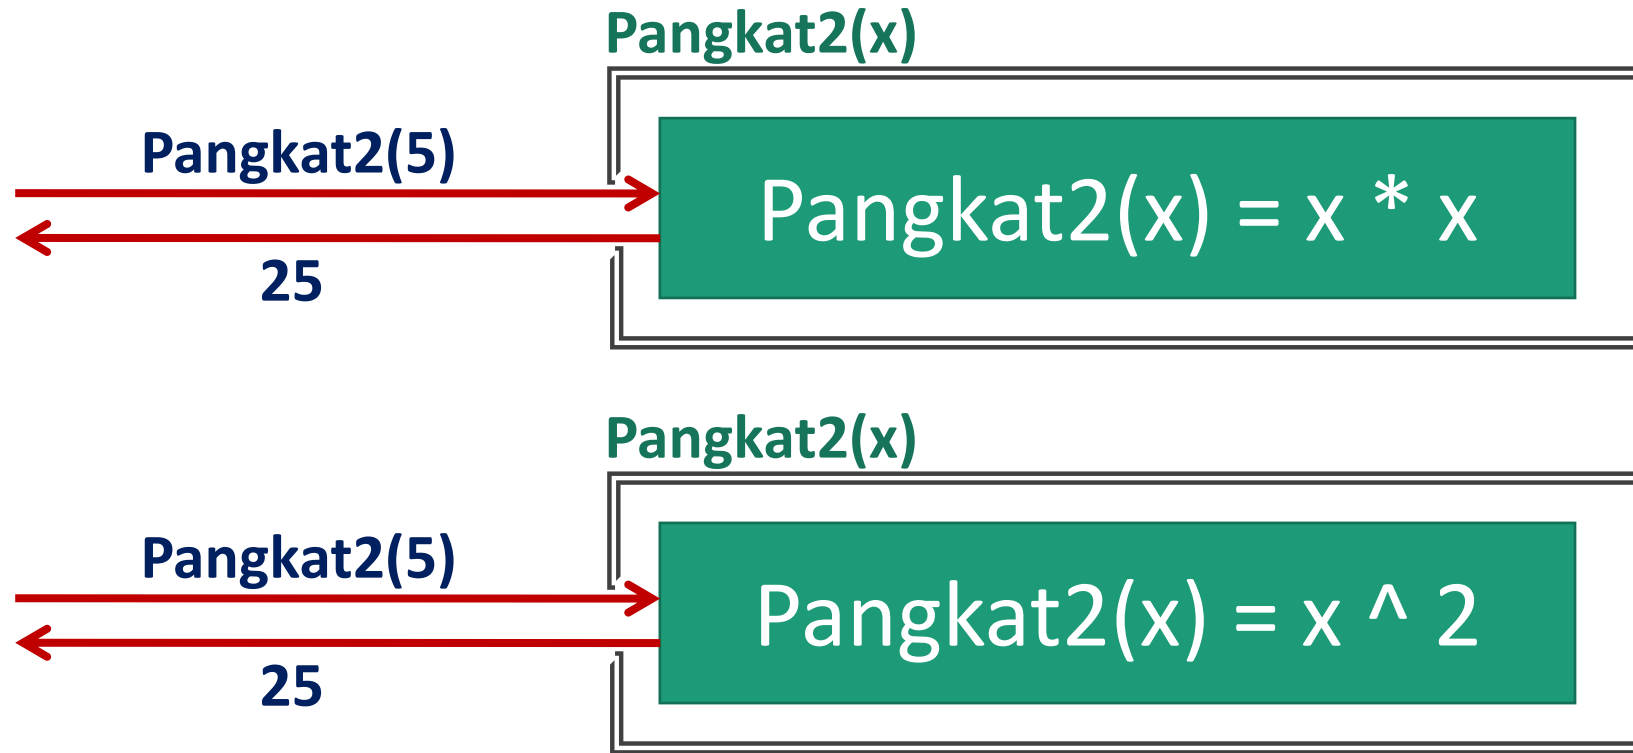 Pangkat2(x)
Pangkat2(5)
Pangkat2(x) = x * x
25
Pangkat2(x)
Pangkat2(5)
Pangkat2(x) = x ^ 2
25